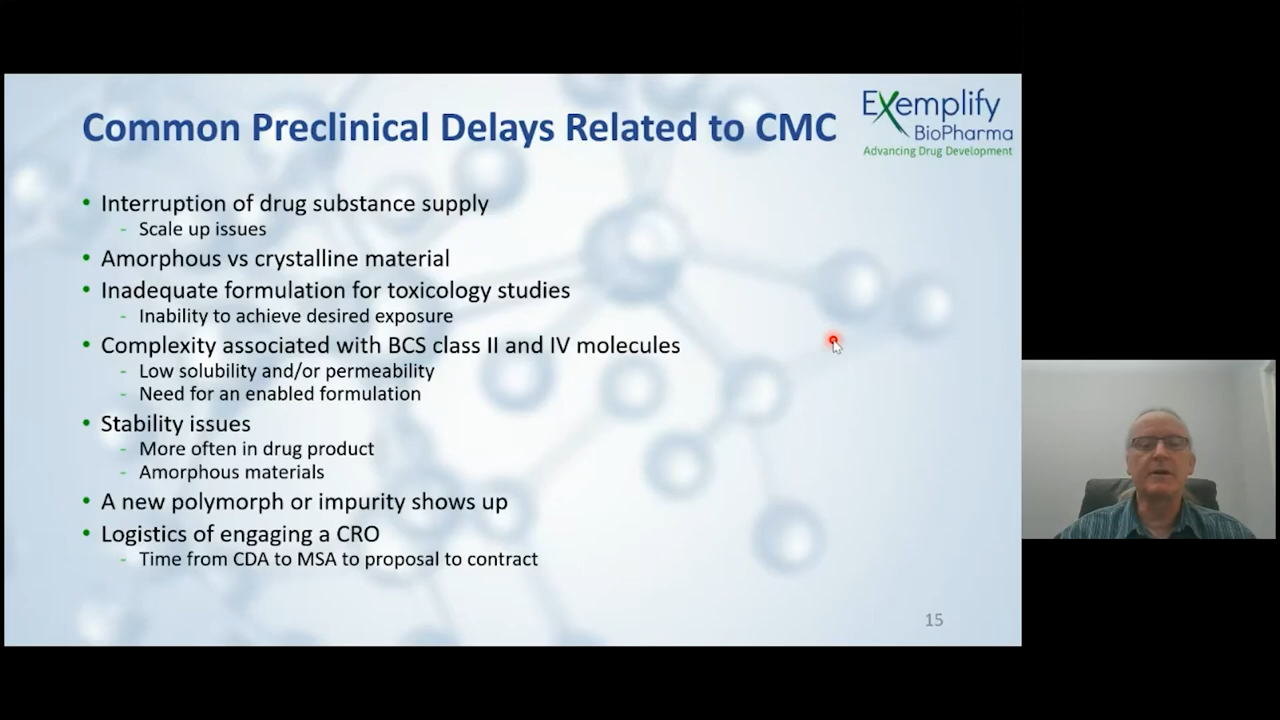 Common Preclinical Delays Related to CMC
Exemplify
BioPharma
Advancing Drug Development
• Interruption of drug substance supply
- Scale up issues
• Amorphous vs crystalline material
• Inadequate formulation for toxicology studies
- Inability to achieve desired exposure
• Complexity associated with BCS class II and IV molecules
- Low solubility and/or permeability
- Need for an enabled formulation
• Stability issues
- More often in drug product
- Amorphous materials
• A new polymorph or impurity shows up
• Logistics of engaging a CRO
- Time from CDA to MSA to proposal to contract
15